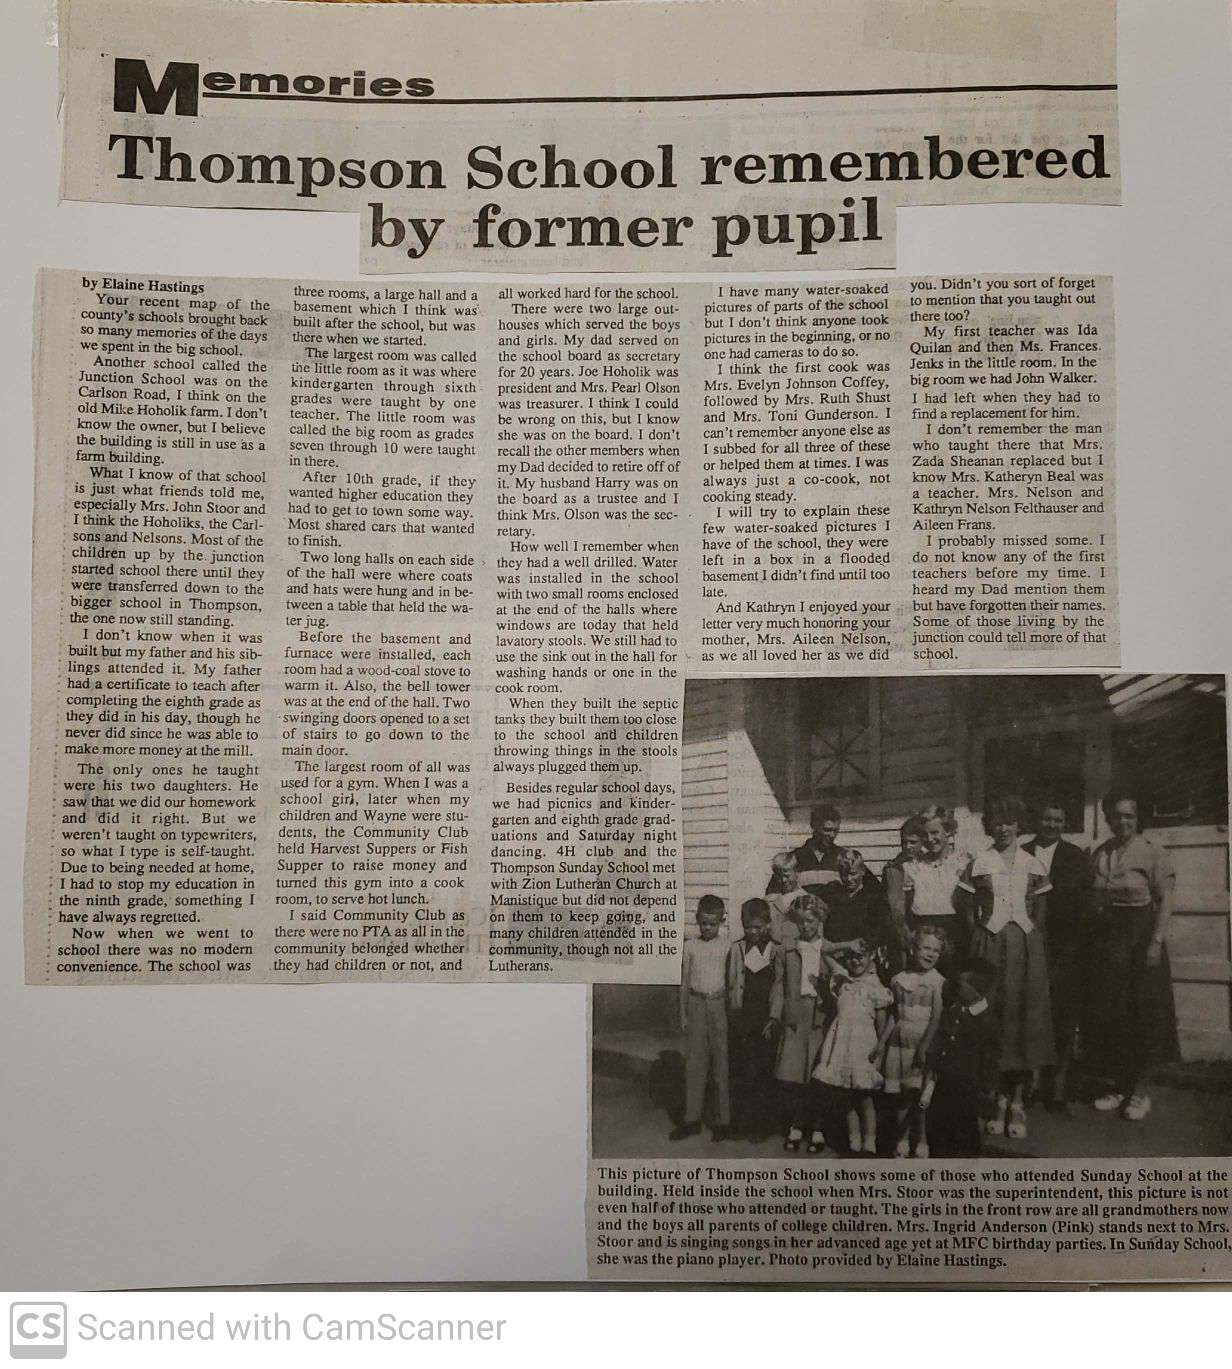 Memories
Thompson School remembered
by former pupil
by Elaine Hastings
Your recent map of the
county's schools brought back
so many memories of the days
we spent in the big school.
Another school called the
Junction School was on the
Carlson Road, I think on the
old Mike Hoholik farm. I don't
know the owner, but I believe
the building is still in use as a
farm building.
What I know of that school
is just what friends told me,
especially Mrs. John Stoor and
I think the Hoholiks, the Carl-
sons and Nelsons. Most of the
children up by the junction
started school there until they
were transferred down to the
bigger school in Thompson,
the one now still standing.
I don't know when it was
built but my father and his sib-
lings attended it. My father
had a certificate to teach after
completing the eighth grade as
they did in his day, though he
never did since he was able to
make more money at the mill.
The only ones he taught
were his two daughters. He
saw that we did our homework
and did it right. But we
weren't taught on typewriters,
so what I type is self-taught.
Due to being needed at home,
I had to stop my education in
the ninth grade, something I
have always regretted.
Now when we went to
school there was no modern
convenience. The school was
three rooms, a large hall and a
basement which I think was
built after the school, but was
there when we started.
The largest room was called
the little room as it was where
kindergarten through sixth
grades were taught by one
teacher. The little room was
called the big room as grades
seven through 10 were taught
in there.
After 10th grade, if they
wanted higher education they
had to get to town some way.
Most shared cars that wanted
to finish.
Two long halls on each side
of the hall were where coats
and hats were hung and in be-
tween a table that held the wa-
ter jug.
Before the basement and
furnace were installed, each
room had a wood-coal stove to
warm it. Also, the bell tower
was at the end of the hall. Two
swinging doors opened to a set
of stairs to go down to the
main door.
The largest room of all was
used for a gym. When I was a
school girl, later when my
children and Wayne were stu-
dents, the Community Club
held Harvest Suppers or Fish
Supper to raise money and
turned this gym into a cook
room, to serve hot lunch.
I said Community Club as
there were no PTA as all in the
community belonged whether
they had children or not, and
all worked hard for the school.
There were two large out-
houses which served the boys
and girls. My dad served on
the school board as secretary
for 20 years. Joe Hoholik was
president and Mrs. Pearl Olson
was treasurer. I think I could
be wrong on this, but I know
she was on the board. I don't
recall the other members when
my Dad decided to retire off of
it. My husband Harry was on
the board as a trustee and I
think Mrs. Olson was the sec-
retary.
How well I remember when
they had a well drilled. Water
was installed in the school
with two small rooms enclosed
at the end of the halls where
windows are today that held
lavatory stools. We still had to
use the sink out in the hall for
washing hands or one in the
cook room.
When they built the septic
tanks they built them too close
to the school and children
throwing things in the stools
always plugged them up.
Besides regular school days,
we had picnics and kinder-
garten and eighth grade grad-
uations and Saturday night
dancing. 4H club and the
Thompson Sunday School met
with Zion Lutheran Church at
Manistique but did not depend
on them to keep going, and
many children attended in the
community, though not all the
Lutherans.
I have many water-soaked
pictures of parts of the school
but I don't think anyone took
pictures in the beginning, or no
one had cameras to do so.
I think the first cook was
Mrs. Evelyn Johnson Coffey,
followed by Mrs. Ruth Shust
and Mrs. Toni Gunderson. I
can't remember anyone else as
I subbed for all three of these
or helped them at times. I was
always just a co-cook, not
cooking steady.
I will try to explain these
few water-soaked pictures I
have of the school, they were
left in a box in a flooded
basement I didn't find until too
late.
And Kathryn I enjoyed your
letter very much honoring your
mother, Mrs. Aileen Nelson,
as we all loved her as we did
you. Didn't you sort of forget
to mention that you taught out
there too?
My first teacher was Ida
Quilan and then Ms. Frances.
Jenks in the little room. In the
big room we had John Walker.
I had left when they had to
find a replacement for him.
I don't remember the man
who taught there that Mrs.
Zada Sheanan replaced but I
know Mrs. Katheryn Beal was
a teacher. Mrs. Nelson and
Kathryn Nelson Felthauser and
Aileen Frans.
I probably missed some. I
do not know any of the first
teachers before my time. I
heard my Dad mention them
but have forgotten their names.
Some of those living by the
junction could tell more of that
school.
This picture of Thompson School shows some of those who attended Sunday School at the
building. Held inside the school when Mrs. Stoor was the superintendent, this picture is not
even half of those who attended or taught. The girls in the front row are all grandmothers now
and the boys all parents of college children. Mrs. Ingrid Anderson (Pink) stands next to Mrs.
Stoor and is singing songs in her advanced age yet at MFC birthday parties. In Sunday School,
she was the piano player. Photo provided by Elaine Hastings.
CS Scanned with CamScanner